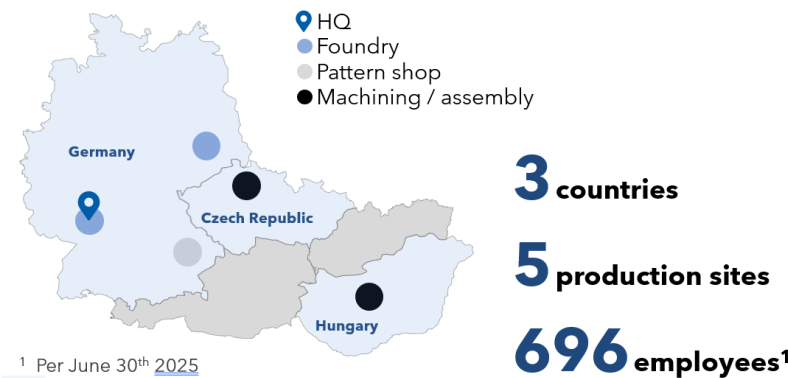 HQ
Foundry
Pattern shop
Machining / assembly
Germany
Czech Republic
Hungary
3 countries
5 production sites
696 employees¹
¹ Per June 30ᵗʰ 2025